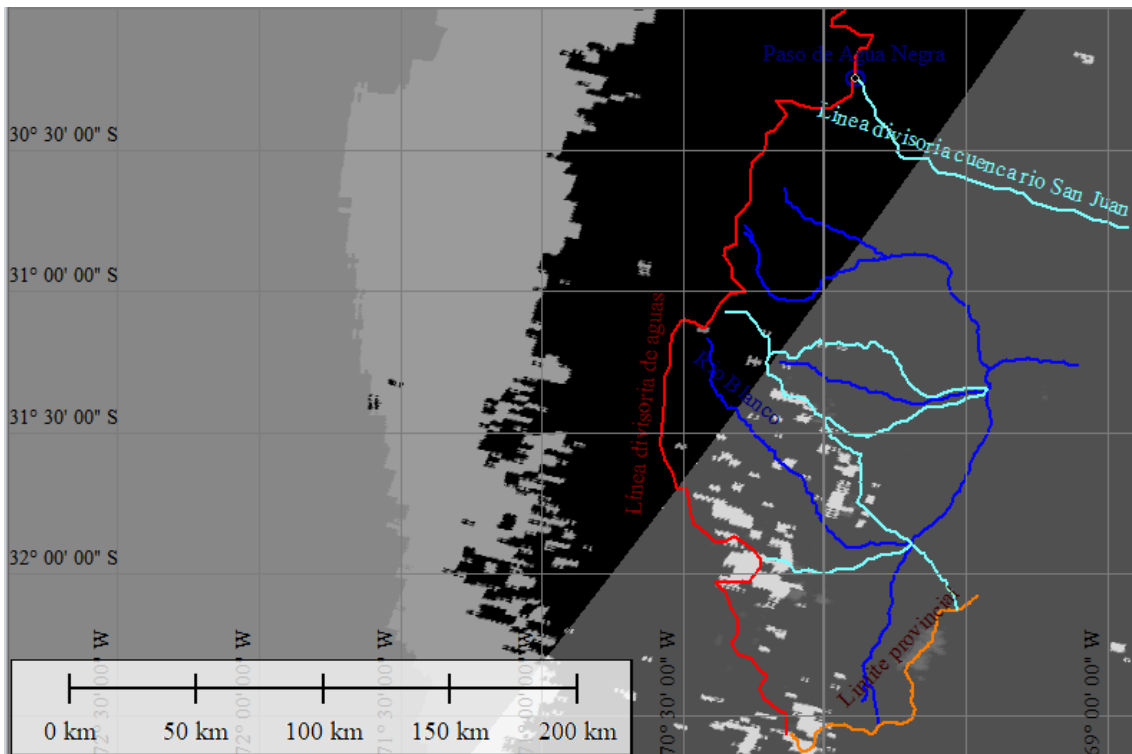 Paso de Agua Negra
Línea divisoria cuenca rio San Juan
30° 30' 00" S
31° 00' 00" S
Línea divisoria de aguas
Río Blanco
31° 30' 00" S
32° 00' 00" S
Limite provincial
72° 30' 00" W
72° 00' 00" W
71° 30' 00" W
71° 00' 00" W
70° 00' 00" W
69° 00' 00" W
0 km 50 km 100 km 150 km 200 km